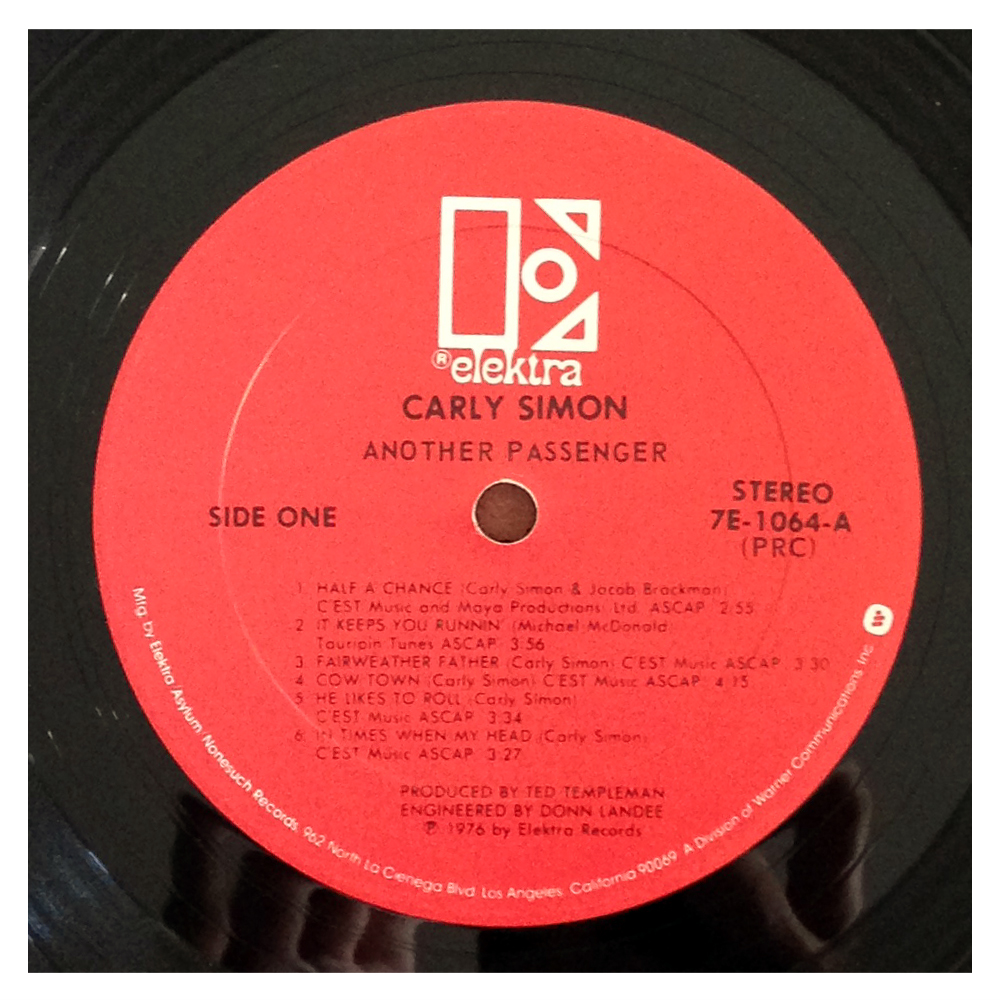 ® elektra
CARLY SIMON
ANOTHER PASSENGER
SIDE ONE
STEREO
7E-1064-A
(PRC)
1. HALF A CHANCE (Carly Simon & Jacob Brackman)
C'EST Music and Maya Productions, Ltd. ASCAP 2:55
2. IT KEEPS YOU RUNNIN' (Michael McDonald)
Tauripin Tunes ASCAP 3:56
3. FAIRWEATHER FATHER (Carly Simon) C'EST Music ASCAP 3:30
4. COW TOWN (Carly Simon) C'EST Music ASCAP 4:15
5. HE LIKES TO ROLL (Carly Simon)
C'EST Music ASCAP 3:34
6. IN TIMES WHEN MY HEAD (Carly Simon)
C'EST Music ASCAP 3:27
PRODUCED BY TED TEMPLEMAN
ENGINEERED BY DONN LANDEE
℗ 1976 by Elektra Records
Mfg. by Elektra/Asylum/Nonesuch Records, 962 North La Cienega Blvd. Los Angeles, California 90069. A Division of Warner Communications Inc.